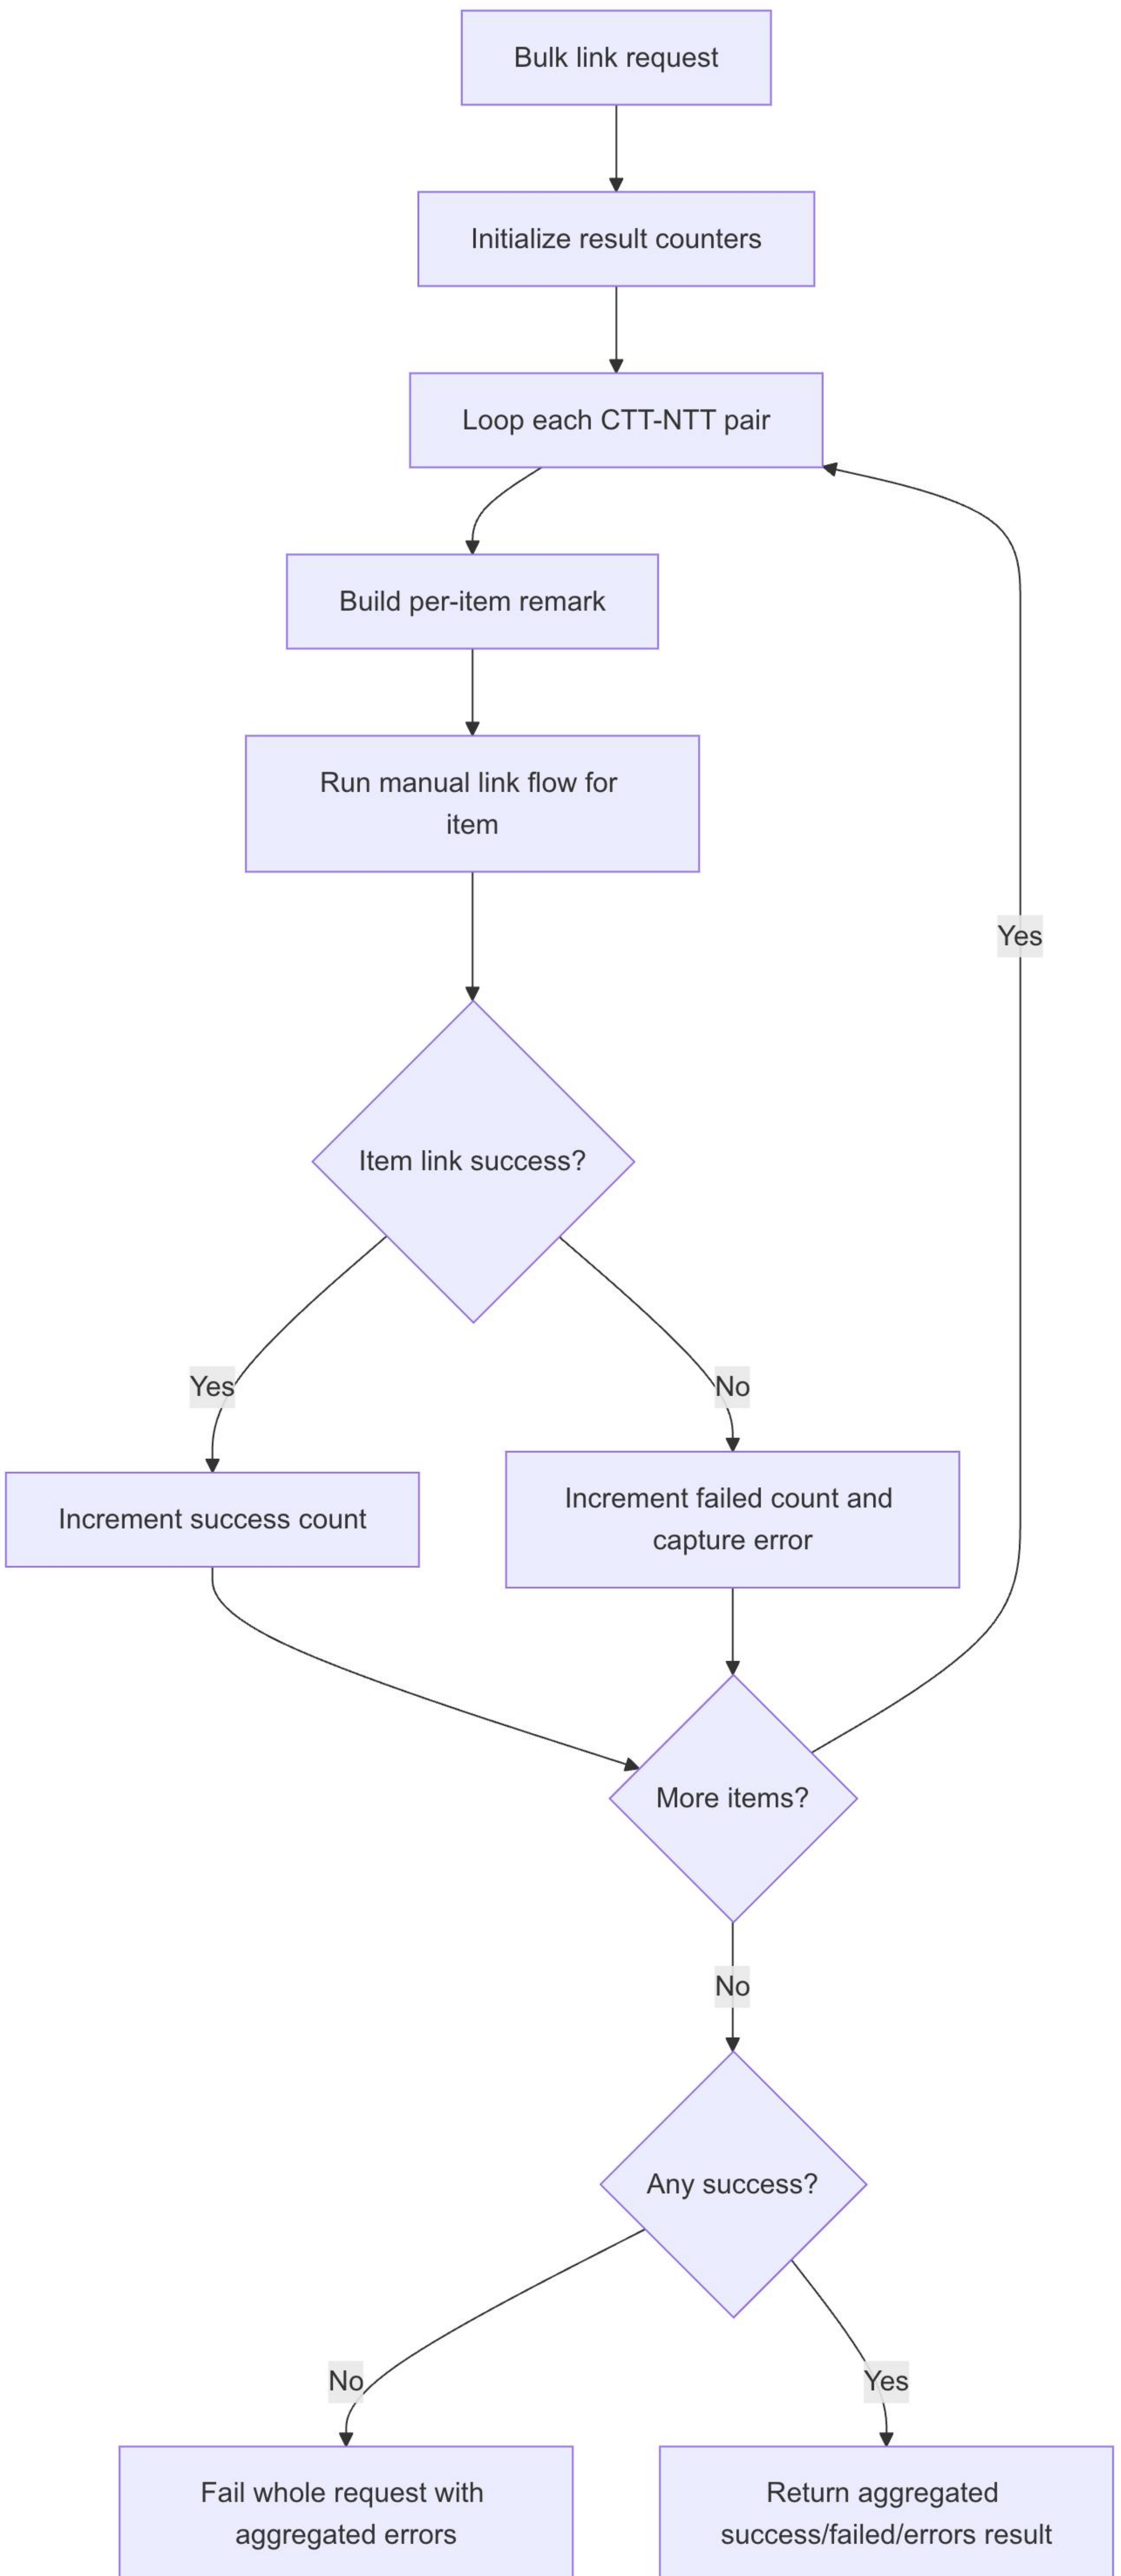 Bulk link request
Initialize result counters
Loop each CTT-NTT pair
Build per-item remark
Run manual link flow for
item
Yes
Item link success?
Yes
No
Increment success count
Increment failed count and
capture error
More items?
No
Any success?
No
Yes
Fail whole request with
aggregated errors
Return aggregated
success/failed/errors result